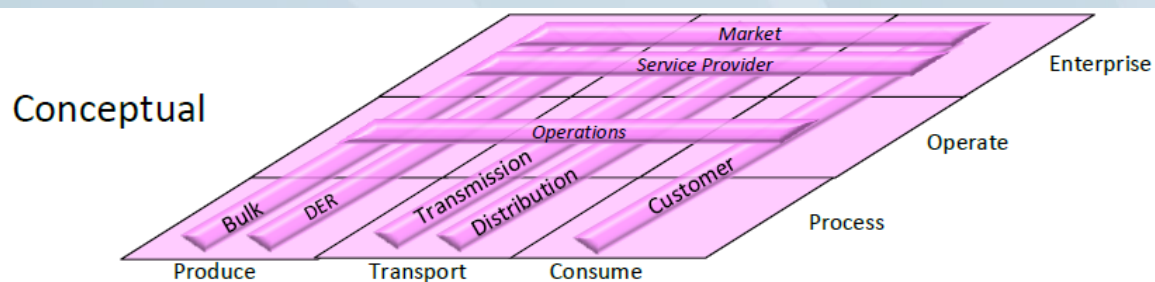 Market
Service Provider
Enterprise
Conceptual
Operations
Operate
Transmission
Customer
Bulk
DER
Distribution
Process
Produce
Transport
Consume